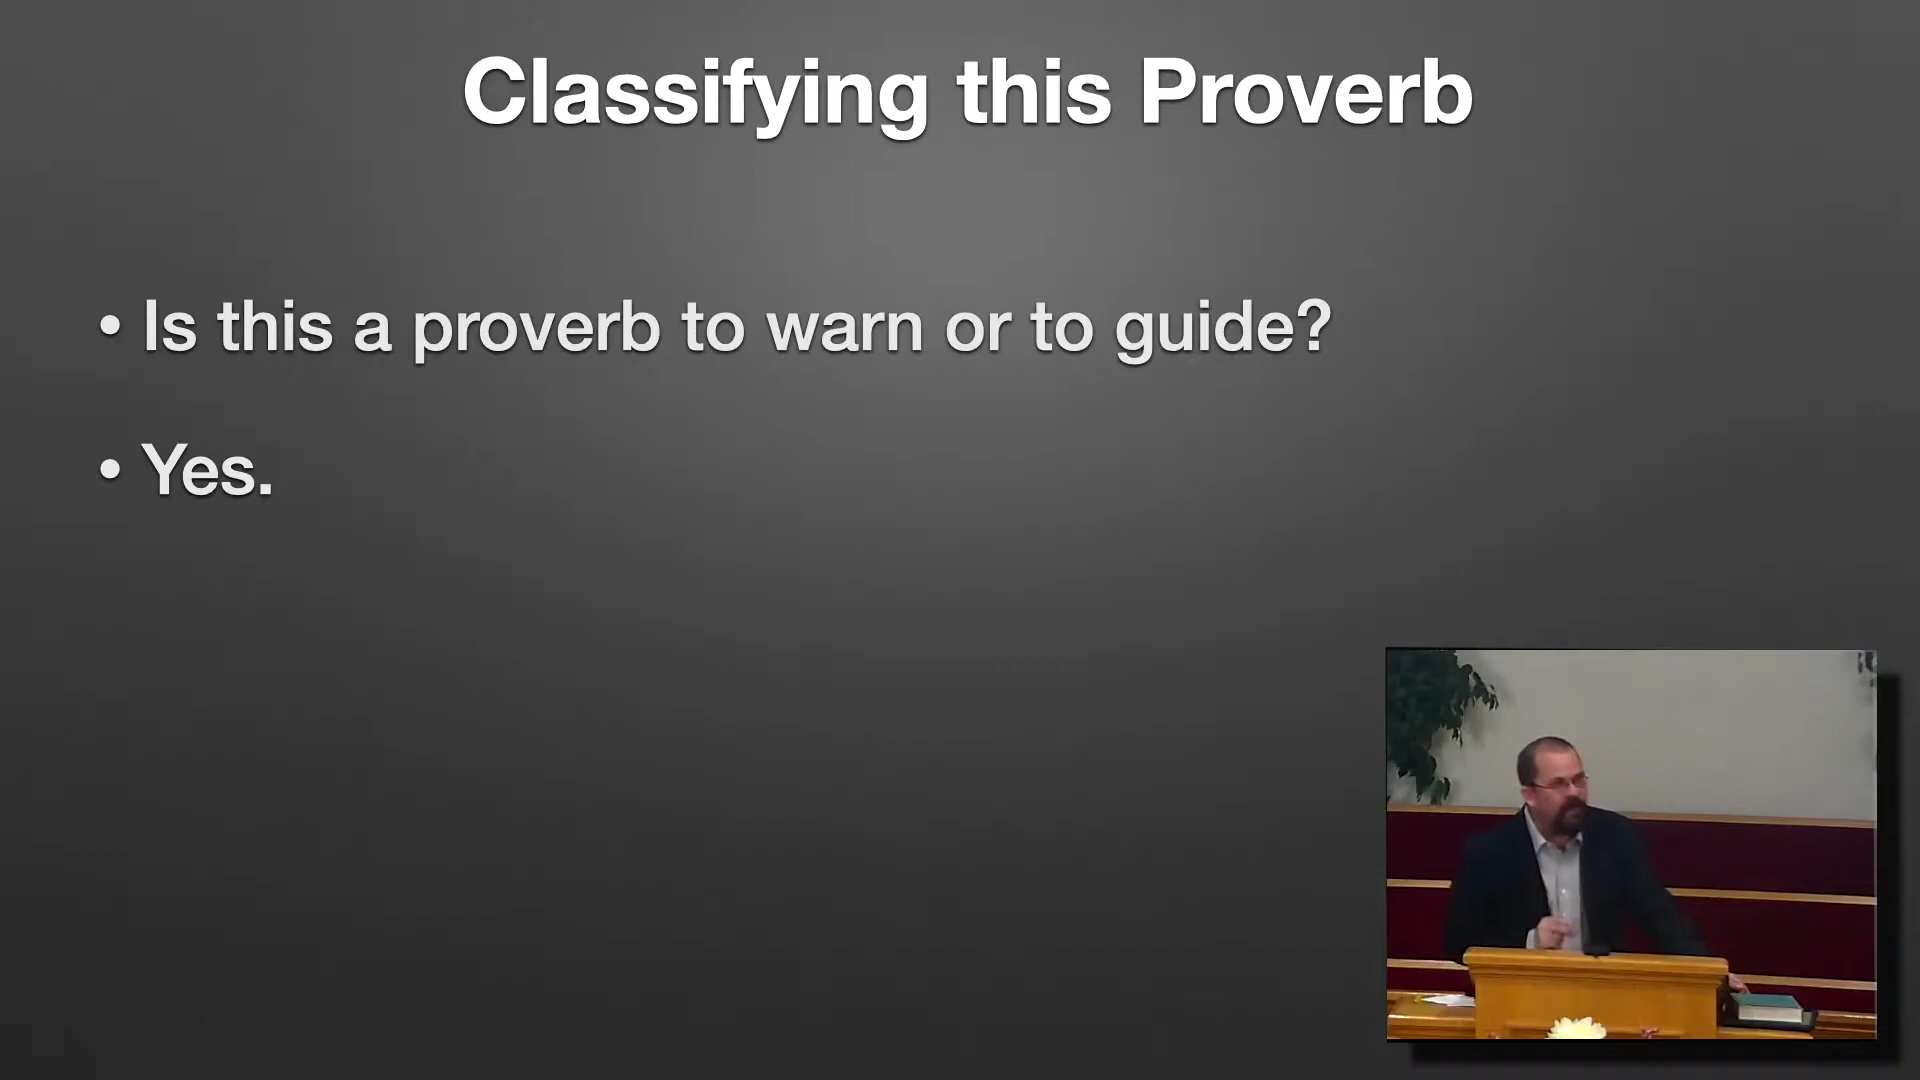 Classifying this Proverb
• Is this a proverb to warn or to guide?
• Yes.